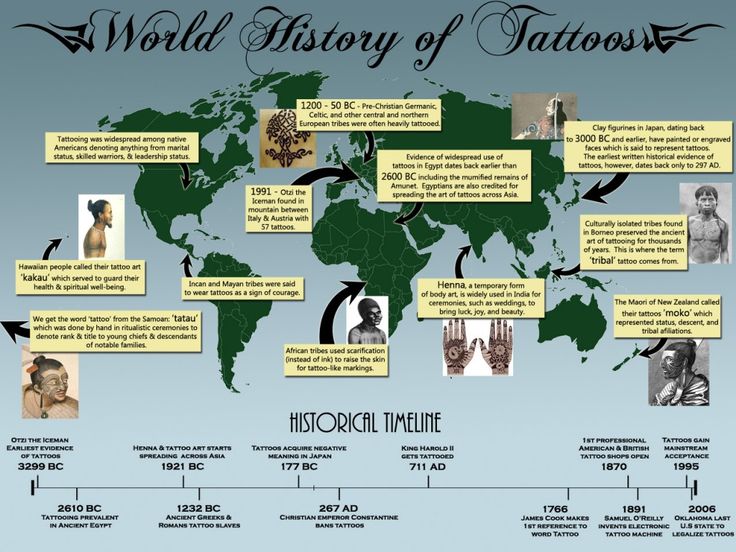 World History of Tattoos
1200 - 50 BC - Pre-Christian Germanic,
Celtic, and other central and northern
European tribes were often heavily tattooed.
Tattooing was widespread among native
Americans denoting anything from marital
status, skilled warriors, & leadership status.
Clay figurines in Japan, dating back
to 3000 BC and earlier, have painted or engraved
faces which is said to represent tattoos.
The earliest written historical evidence of
tattoos, however, dates back only to 297 AD.
Evidence of widespread use of
tattoos in Egypt dates back earlier than
2600 BC including the mumified remains of
Amunet. Egyptians are also credited for
spreading the art of tattoos across Asia.
1991 - Otzi the
Iceman found in
mountain between
Italy & Austria with
57 tattoos.
Culturally isolated tribes found
in Borneo preserved the ancient
art of tattooing for thousands
of years. This is where the term
'tribal' tattoo comes from.
Hawaiian people called their tattoo art
'kakau' which served to guard their
health & spiritual well-being.
Incan and Mayan tribes were said
to wear tattoos as a sign of courage.
Henna, a temporary form
of body art, is widely used in India for
ceremonies, such as weddings, to
bring luck, joy, and beauty.
The Maori of New Zealand called
their tattoos 'moko' which
represented status, descent, and
tribal afiliations.
We get the word 'tattoo' from the Samoan: 'tatau'
which was done by hand in ritualistic ceremonies to
denote rank & title to young chiefs & descendants
of notable families.
African tribes used scarification
(instead of ink) to raise the skin
for tattoo-like markings.
HISTORICAL TIMELINE
OTZI THE ICEMAN
EARLIEST EVIDENCE
OF TATTOOS
3299 BC
HENNA & TATTOO ART STARTS
SPREADING ACROSS ASIA
1921 BC
TATTOOS ACQUIRE NEGATIVE
MEANING IN JAPAN
177 BC
KING HAROLD II
GETS TATTOOED
711 AD
1ST PROFESSIONAL
AMERICAN & BRITISH
TATTOO SHOPS OPEN
1870
TATTOOS GAIN
MAINSTREAM
ACCEPTANCE
1995
2610 BC
TATTOOING PREVALENT
IN ANCIENT EGYPT
1232 BC
ANCIENT GREEKS &
ROMANS TATTOO SLAVES
267 AD
CHRISTIAN EMPEROR CONSTANTINE
BANS TATTOOS
1766
JAMES COOK MAKES
1ST REFERENCE TO
WORD TATTOO
1891
SAMUEL O'REILLY
INVENTS ELECTRONIC
TATTOO MACHINE
2006
OKLAHOMA LAST
U.S STATE TO
LEGALIZE TATTOOS